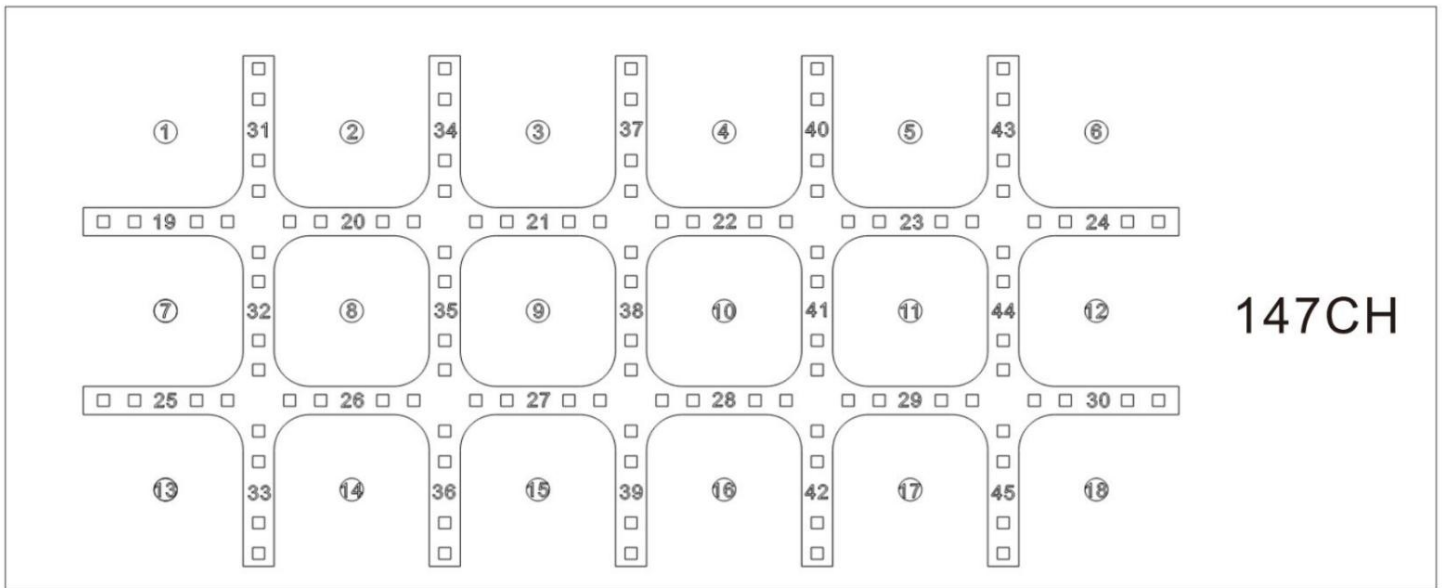 ① 31 ② 34 ③ 37 ④ 40 ⑤ 43 ⑥
19 20 21 22 23 24
⑦ 32 ⑧ 35 ⑨ 38 ⑩ 41 ⑪ 44 ⑫
147CH
25 26 27 28 29 30
⑬ 33 ⑭ 36 ⑮ 39 ⑯ 42 ⑰ 45 ⑱